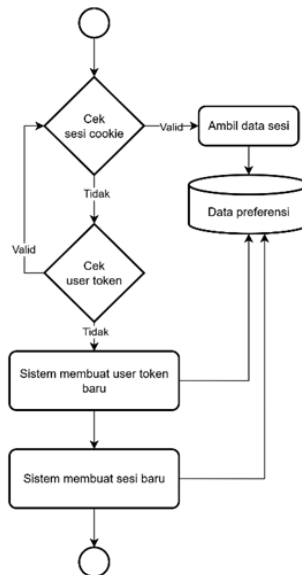 Cek
sesi cookie
Valid
Ambil data sesi
Tidak
Data preferensi
Valid
Cek
user token
Tidak
Sistem membuat user token
baru
Sistem membuat sesi baru